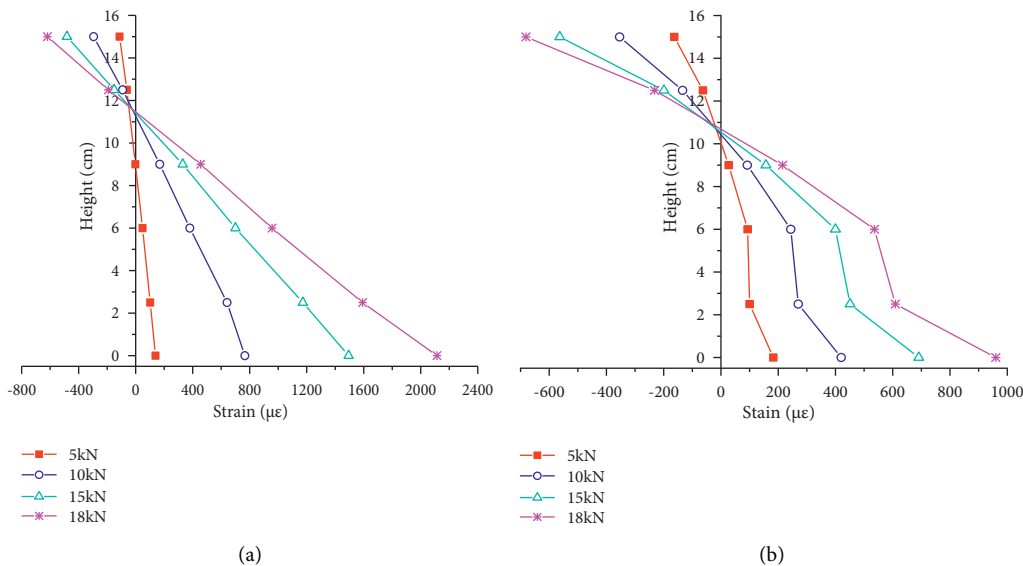 16
14
12
10
8
6
4
2
0
Height (cm)
-800 -400 0 400 800 1200 1600 2000 2400
Strain (με)
5kN
10kN
15kN
18kN
(a)
16
14
12
10
8
6
4
2
0
Height (cm)
-600 -400 -200 0 200 400 600 800 1000
Stain (με)
5kN
10kN
15kN
18kN
(b)